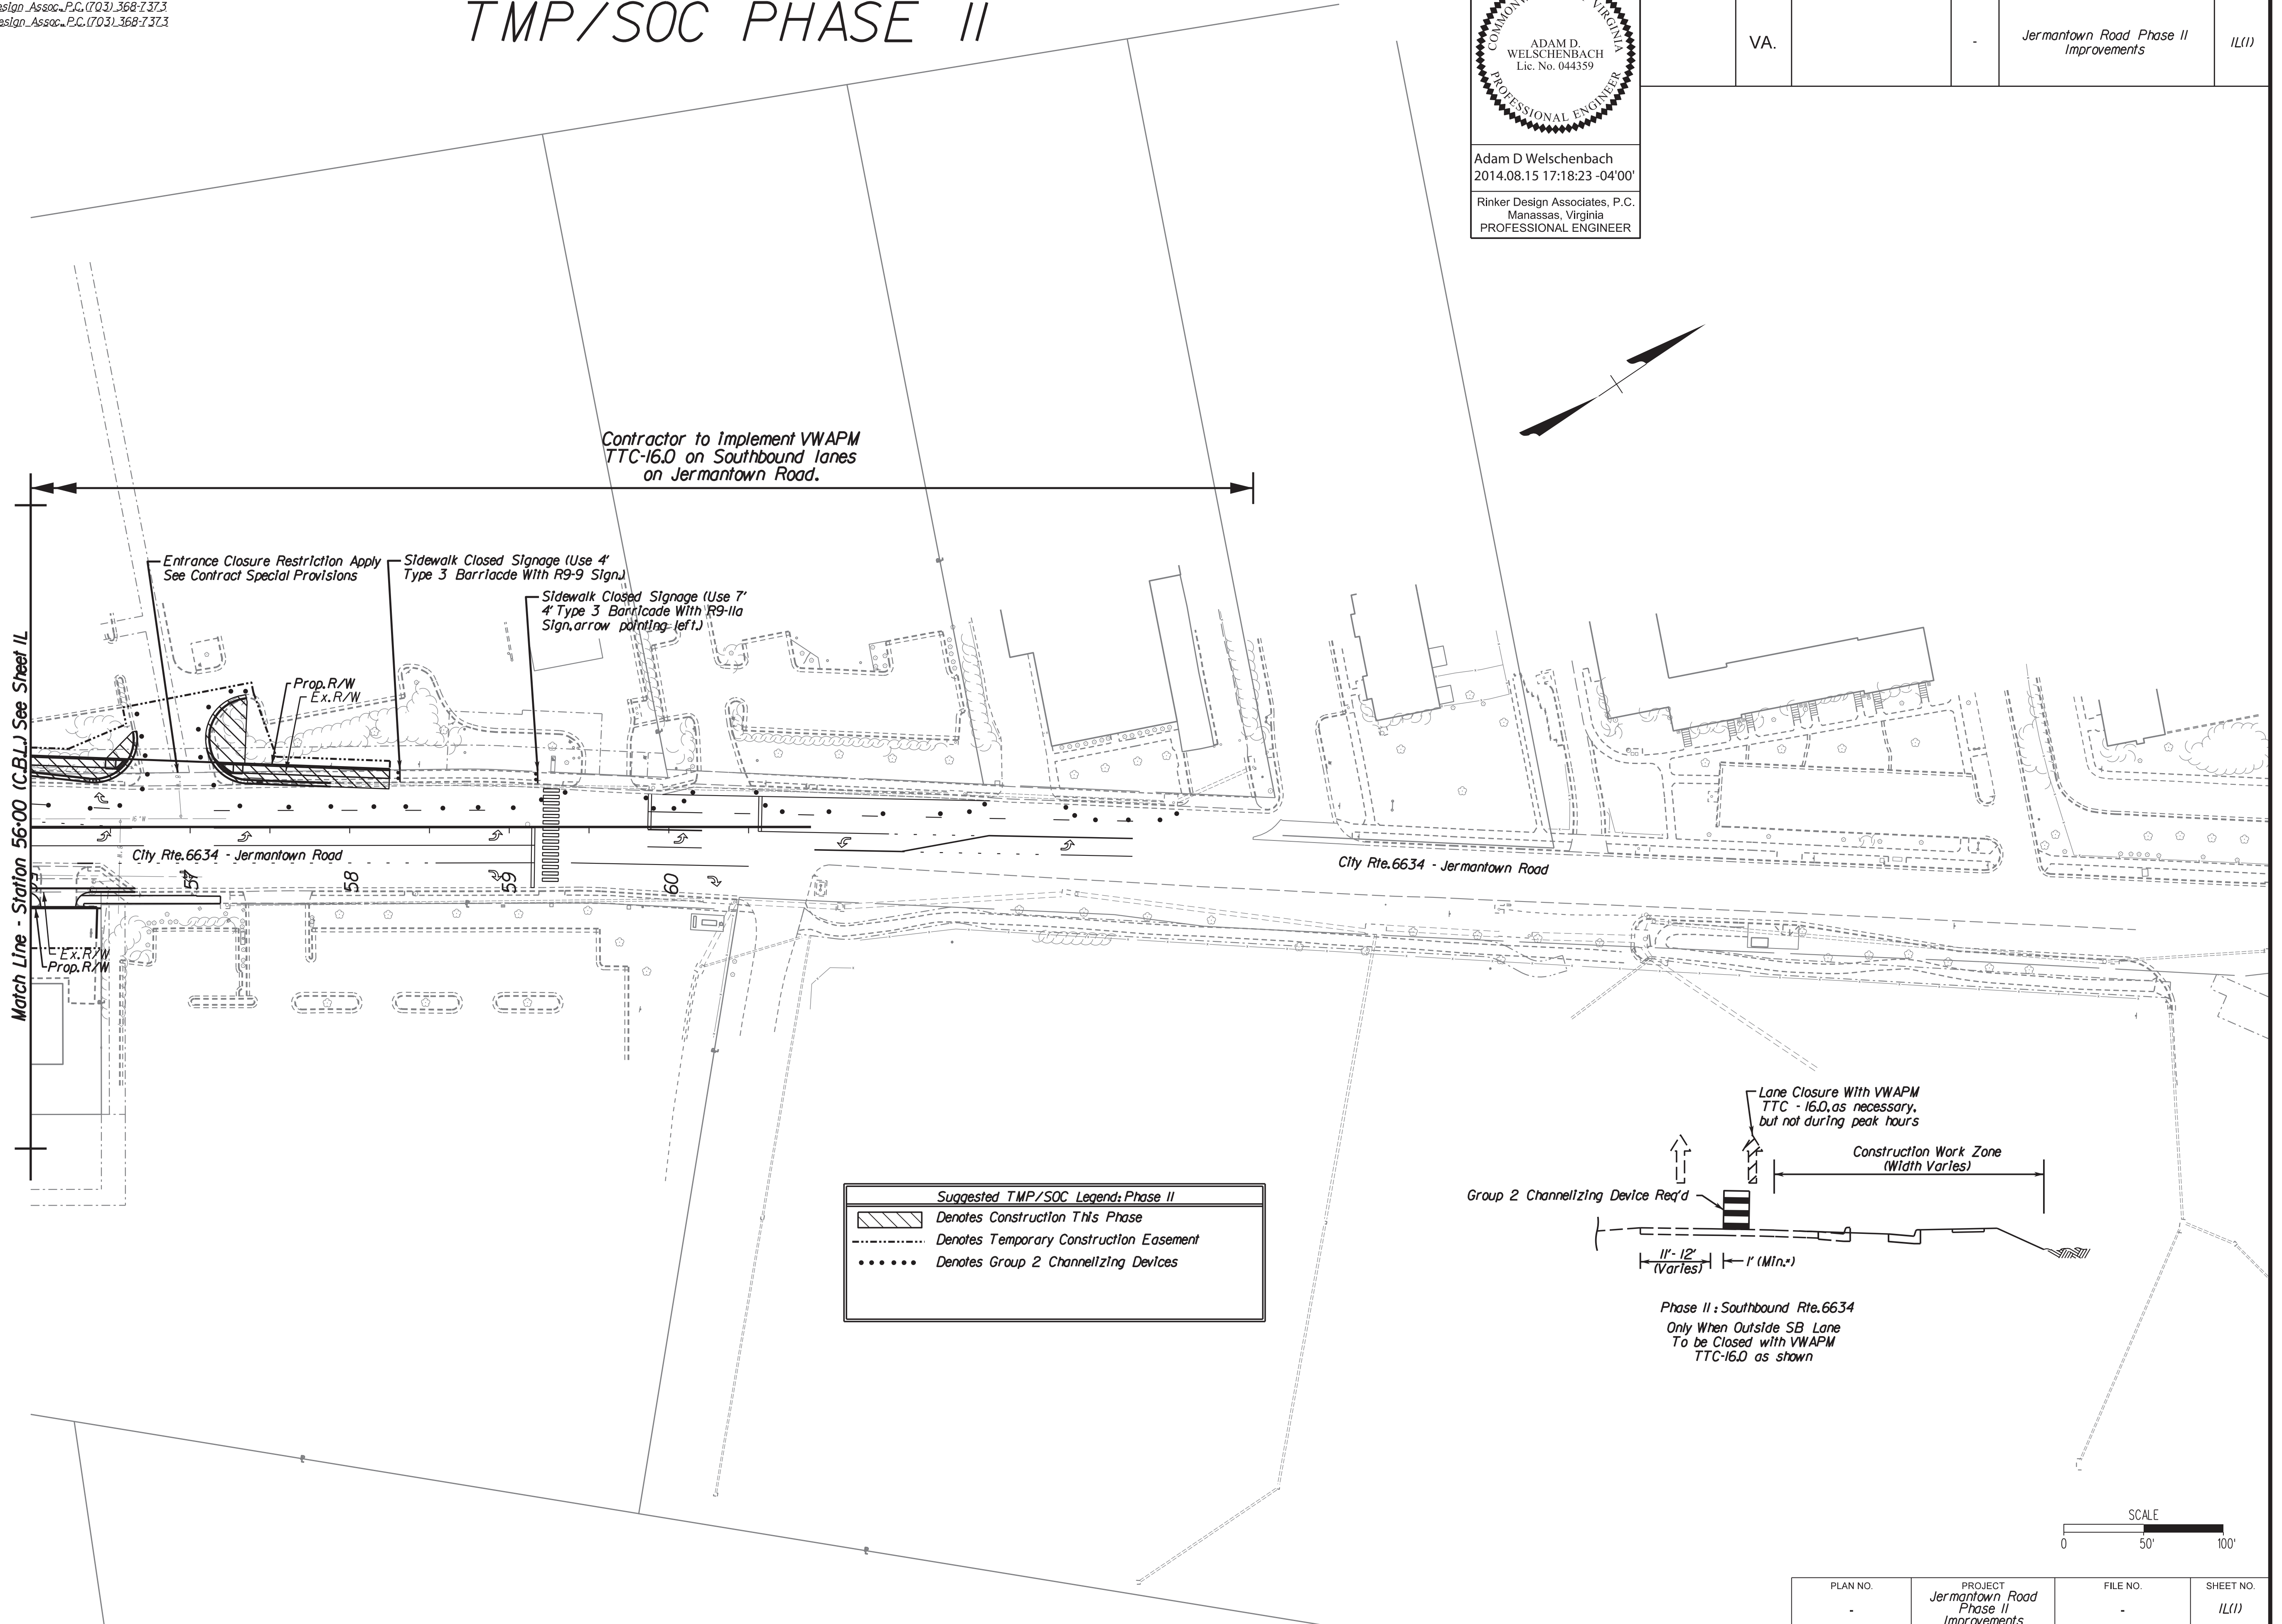 esign Assoc., P.C. (703) 368-7373
esign Assoc., P.C. (703) 368-7373
TMP/SOC PHASE II
VIRGINIA
ADAM D.
WELSCHENBACH
Lic. No. 044359
PROFESSIONAL ENGINEER
Adam D Welschenbach
2014.08.15 17:18:23 -04'00'
Rinker Design Associates, P.C.
Manassas, Virginia
PROFESSIONAL ENGINEER
VA.
-
Jermantown Road Phase II
Improvements
1L(1)
Contractor to implement VWAPM
TTC-16.0 on Southbound lanes
on Jermantown Road.
Entrance Closure Restriction Apply
See Contract Special Provisions
Sidewalk Closed Signage (Use 4'
Type 3 Barriacde With R9-9 Sign.)
Sidewalk Closed Signage (Use 7'
4' Type 3 Barricade With R9-11a
Sign, arrow pointing left.)
Prop. R/W
Ex. R/W
Match Line - Station 56+00 (C.B.L.) See Sheet 1L
City Rte. 6634 - Jermantown Road
57
58
59
60
City Rte. 6634 - Jermantown Road
Ex. R/W
Prop. R/W
Lane Closure With VWAPM
TTC - 16.0, as necessary,
but not during peak hours
Construction Work Zone
(Width Varies)
Group 2 Channelizing Device Req'd
11'- 12'
(Varies)
1' (Min.*)
Phase II : Southbound Rte. 6634
Only When Outside SB Lane
To be Closed with VWAPM
TTC-16.0 as shown
Suggested TMP/SOC Legend: Phase II
Denotes Construction This Phase
Denotes Temporary Construction Easement
Denotes Group 2 Channelizing Devices
SCALE
0 50' 100'
PLAN NO.
-
PROJECT
Jermantown Road
Phase II
Improvements
FILE NO.
-
SHEET NO.
1L(1)